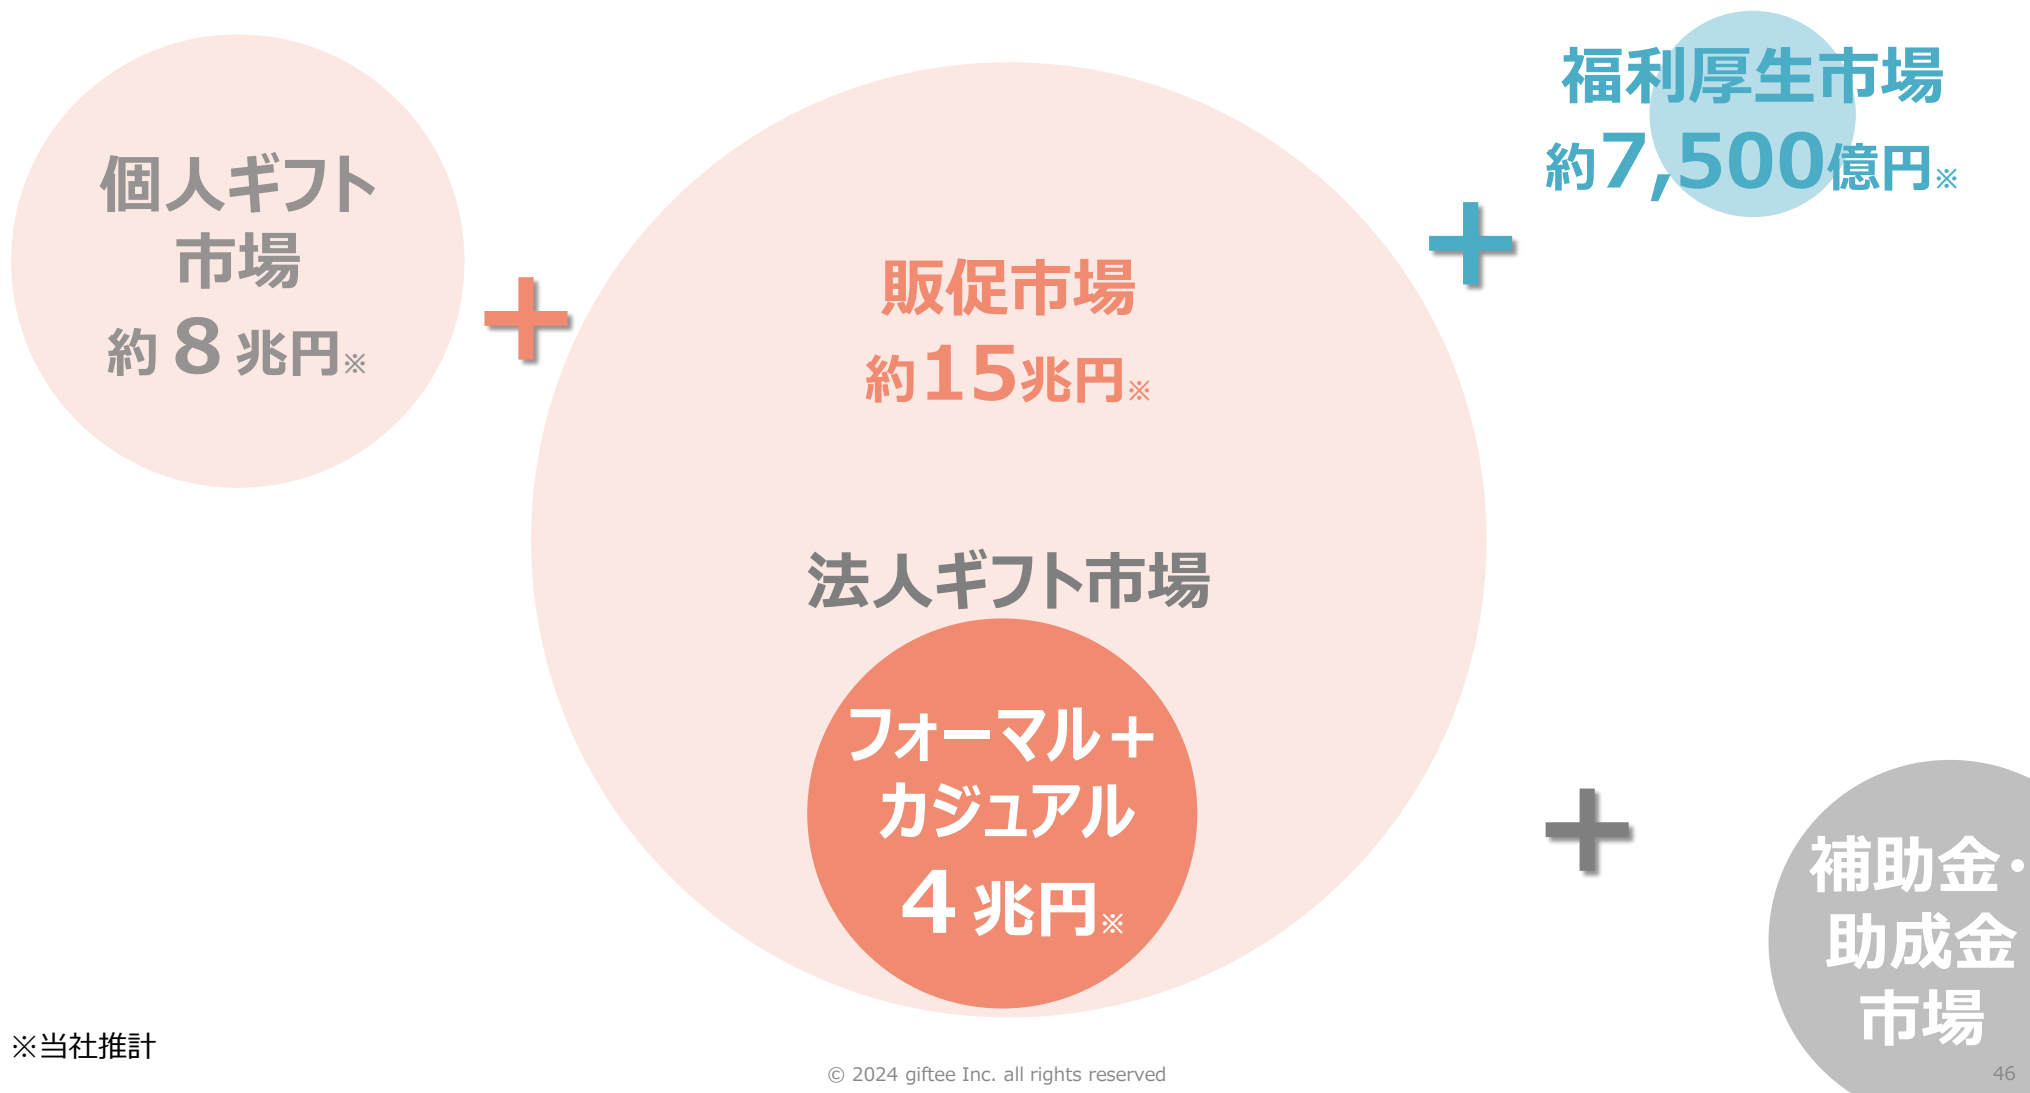 個人ギフト
市場
約８兆円※
＋
販促市場
約15兆円※
法人ギフト市場
フォーマル＋
カジュアル
４兆円※
＋
福利厚生市場
約7,500億円※
＋
補助金・
助成金
市場
※当社推計
© 2024 giftee Inc. all rights reserved
46